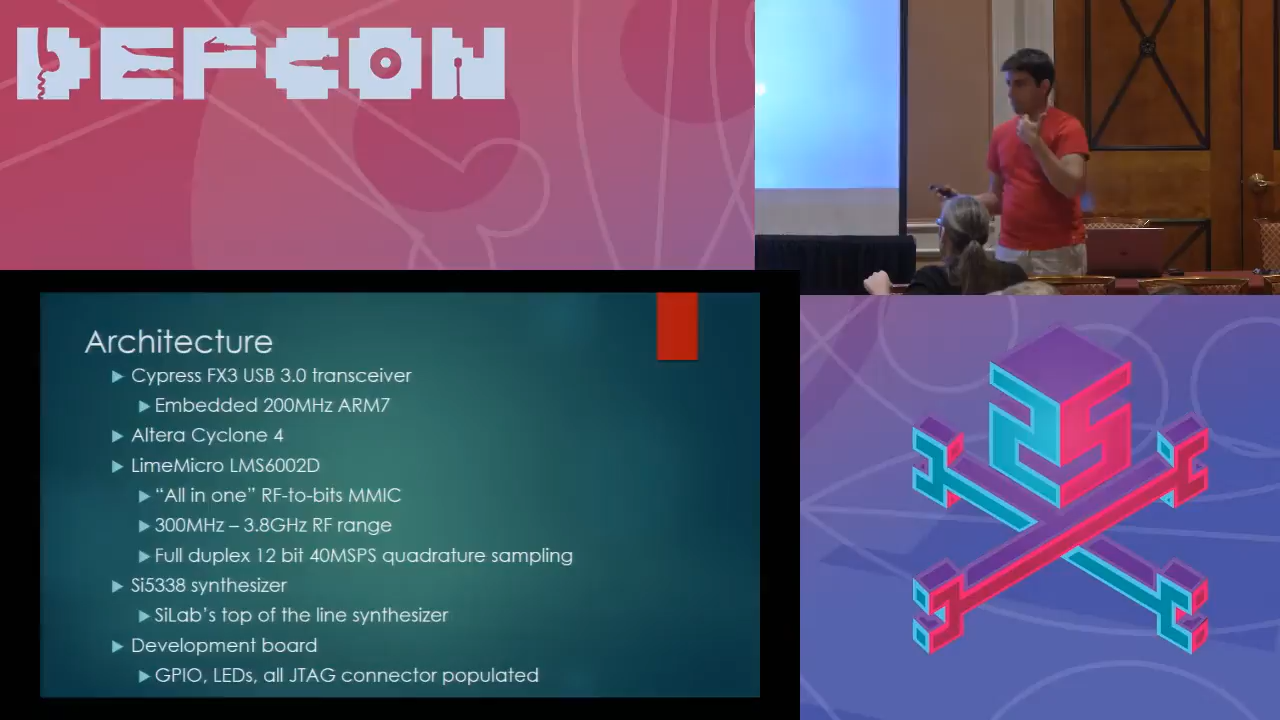 DEFCON
Architecture
Cypress FX3 USB 3.0 transceiver
Embedded 200MHz ARM7
Altera Cyclone 4
LimeMicro LMS6002D
“All in one” RF-to-bits MMIC
300MHz – 3.8GHz RF range
Full duplex 12 bit 40MSPS quadrature sampling
Si5338 synthesizer
SiLab’s top of the line synthesizer
Development board
GPIO, LEDs, all JTAG connector populated
25